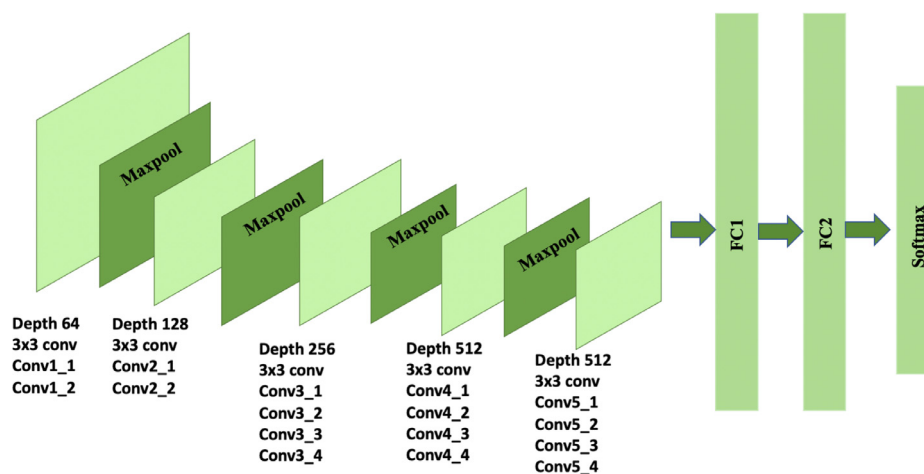 Maxpool
Maxpool
Maxpool
Maxpool
Depth 64
3x3 conv
Conv1_1
Conv1_2
Depth 128
3x3 conv
Conv2_1
Conv2_2
Depth 256
3x3 conv
Conv3_1
Conv3_2
Conv3_3
Conv3_4
Depth 512
3x3 conv
Conv4_1
Conv4_2
Conv4_3
Conv4_4
Depth 512
3x3 conv
Conv5_1
Conv5_2
Conv5_3
Conv5_4
FC1
FC2
Softmax